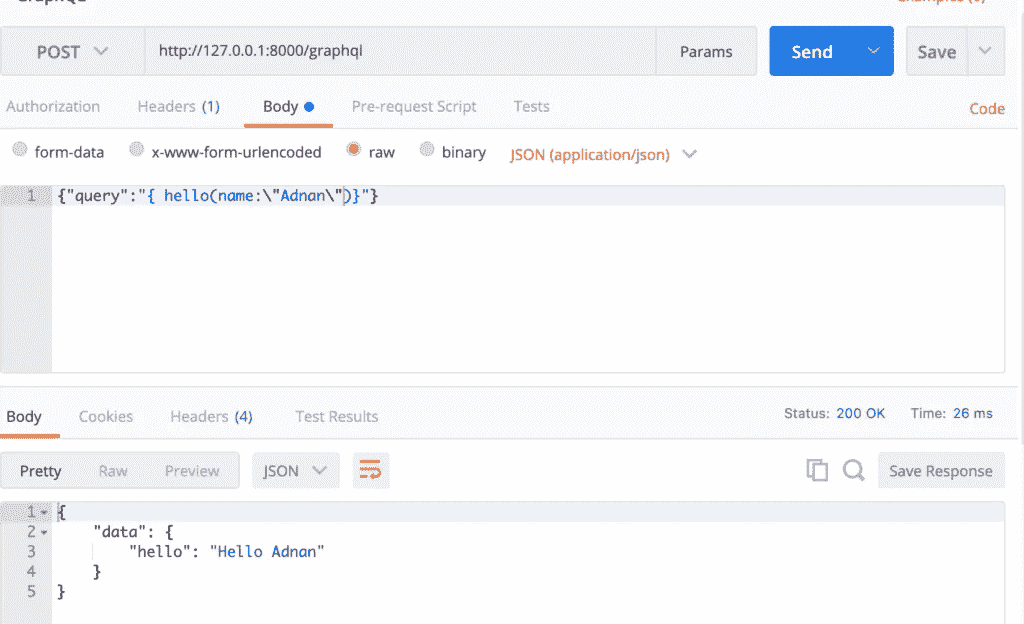 GraphQL
Examples (0)
POST http://127.0.0.1:8000/graphql Params Send Save
Authorization Headers (1) Body Pre-request Script Tests Code
form-data x-www-form-urlencoded raw binary JSON (application/json)
1 {"query":"{ hello(name:\"Adnan\")}"}
Body Cookies Headers (4) Test Results Status: 200 OK Time: 26 ms
Pretty Raw Preview JSON Save Response
1 {
2 "data": {
3 "hello": "Hello Adnan"
4 }
5 }